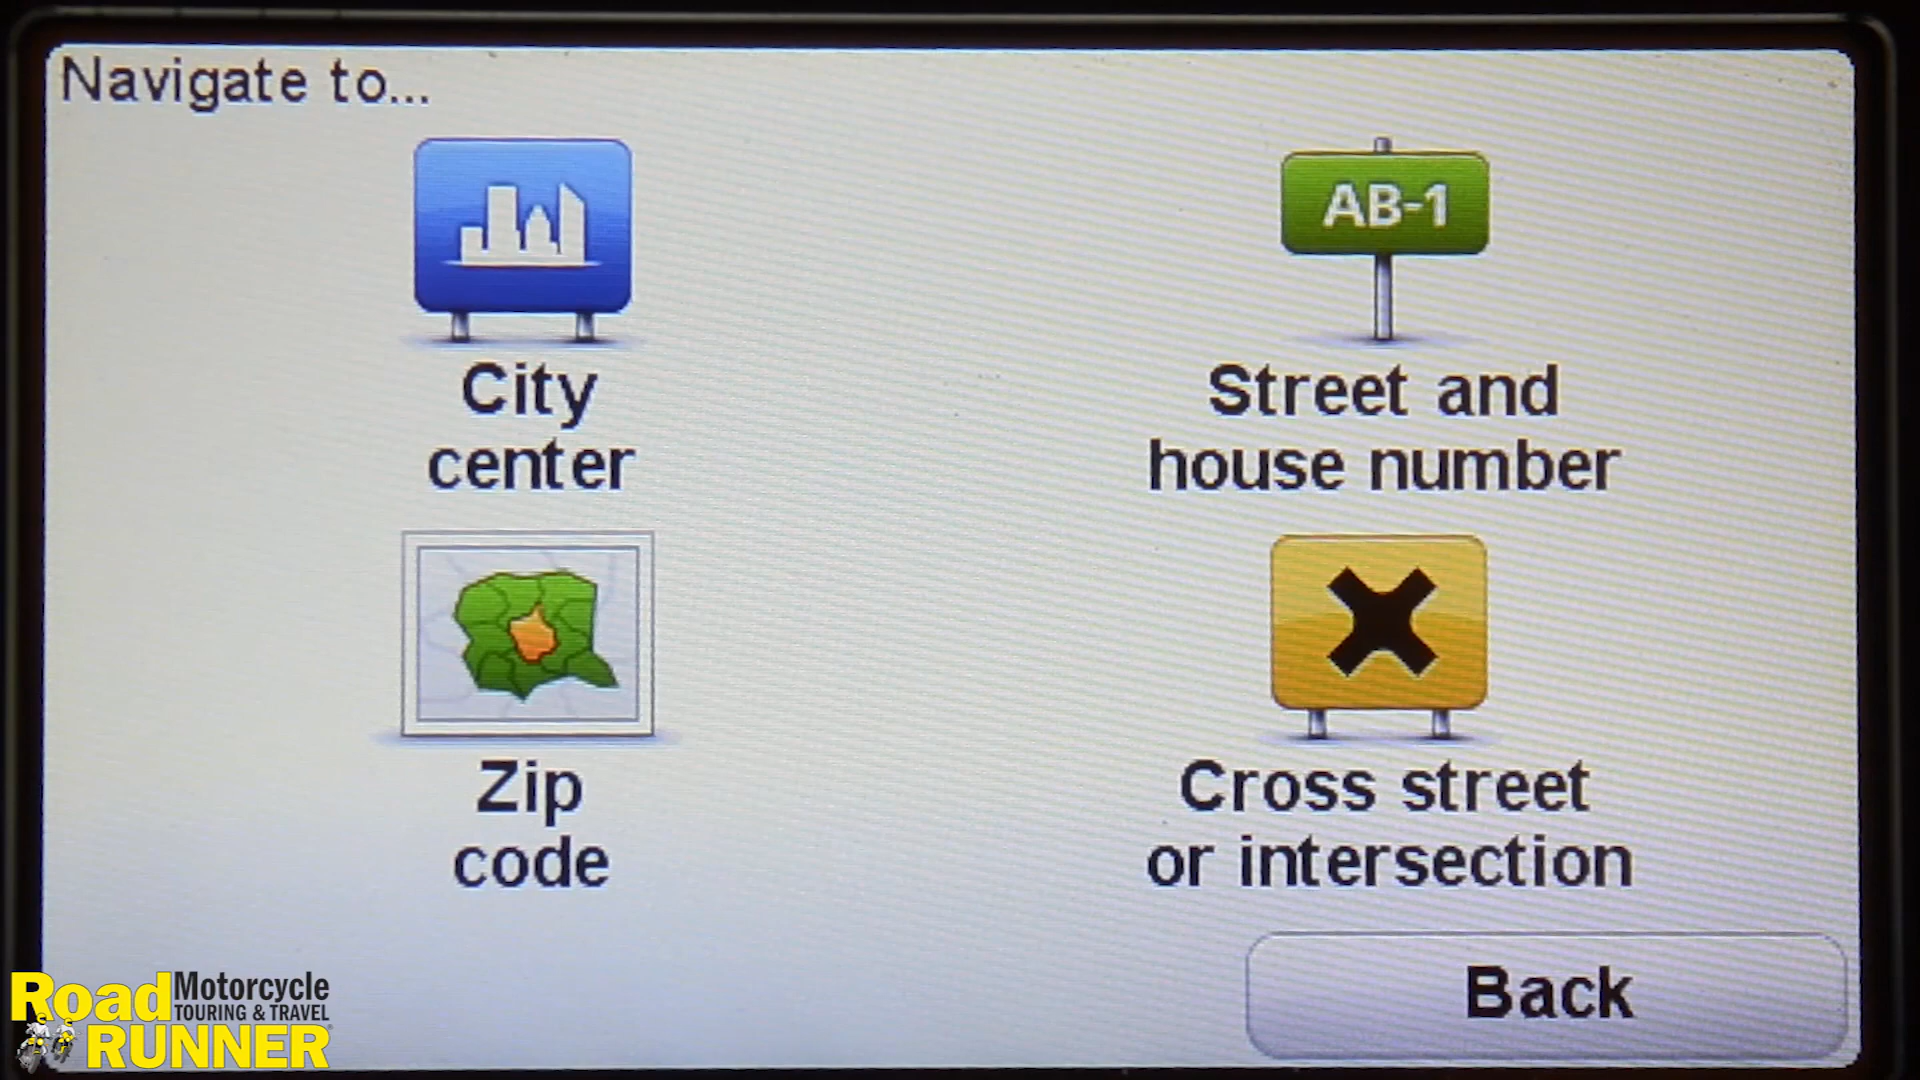 Navigate to...
AB-1
City
center
Street and
house number
Zip
code
Cross street
or intersection
Back
Road Motorcycle
TOURING & TRAVEL
RUNNER